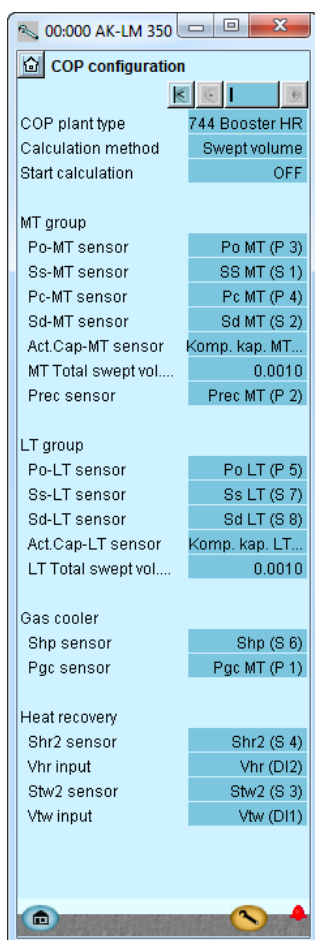 00:000 AK-LM 350
COP configuration
COP plant type 744 Booster HR
Calculation method Swept volume
Start calculation OFF
MT group
Po-MT sensor Po MT (P 3)
Ss-MT sensor SS MT (S 1)
Pc-MT sensor Pc MT (P 4)
Sd-MT sensor Sd MT (S 2)
Act.Cap-MT sensor Komp. kap. MT...
MT Total swept vol.... 0.0010
Prec sensor Prec MT (P 2)
LT group
Po-LT sensor Po LT (P 5)
Ss-LT sensor Ss LT (S 7)
Sd-LT sensor Sd LT (S 8)
Act.Cap-LT sensor Komp. kap. LT...
LT Total swept vol.... 0.0010
Gas cooler
Shp sensor Shp (S 6)
Pgc sensor Pgc MT (P 1)
Heat recovery
Shr2 sensor Shr2 (S 4)
Vhr input Vhr (DI2)
Stw2 sensor Stw2 (S 3)
Vtw input Vtw (DI1)